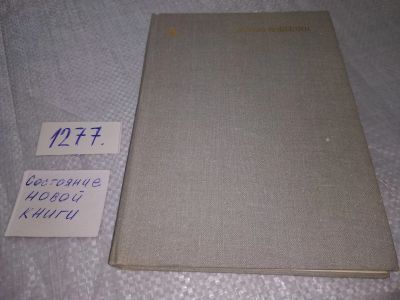 1277.
Состояние
новой
книги